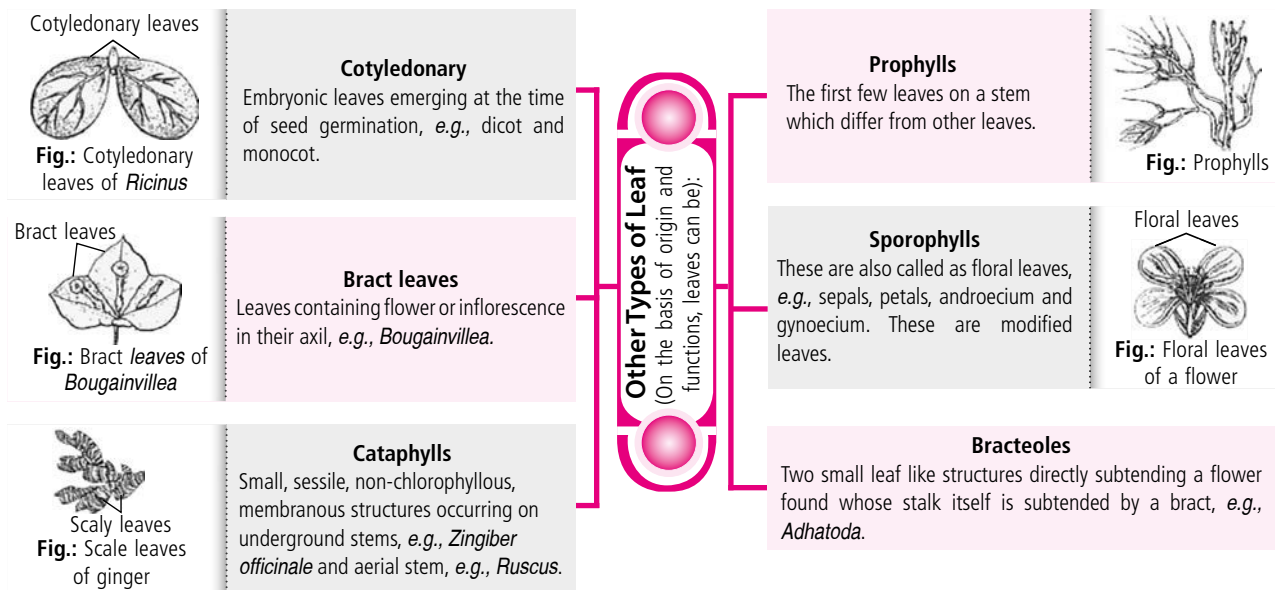 Cotyledonary leaves
Fig.: Cotyledonary
leaves of Ricinus
Cotyledonary
Embryonic leaves emerging at the time
of seed germination, e.g., dicot and
monocot.
Bract leaves
Fig.: Bract leaves of
Bougainvillea
Bract leaves
Leaves containing flower or inflorescence
in their axil, e.g., Bougainvillea.
Scaly leaves
Fig.: Scale leaves
of ginger
Cataphylls
Small, sessile, non-chlorophyllous,
membranous structures occurring on
underground stems, e.g., Zingiber
officinale and aerial stem, e.g., Ruscus.
Other Types of Leaf
(On the basis of origin and
functions, leaves can be):
Prophylls
The first few leaves on a stem
which differ from other leaves.
Fig.: Prophylls
Sporophylls
These are also called as floral leaves,
e.g., sepals, petals, androecium and
gynoecium. These are modified
leaves.
Floral leaves
Fig.: Floral leaves
of a flower
Bracteoles
Two small leaf like structures directly subtending a flower
found whose stalk itself is subtended by a bract, e.g.,
Adhatoda.